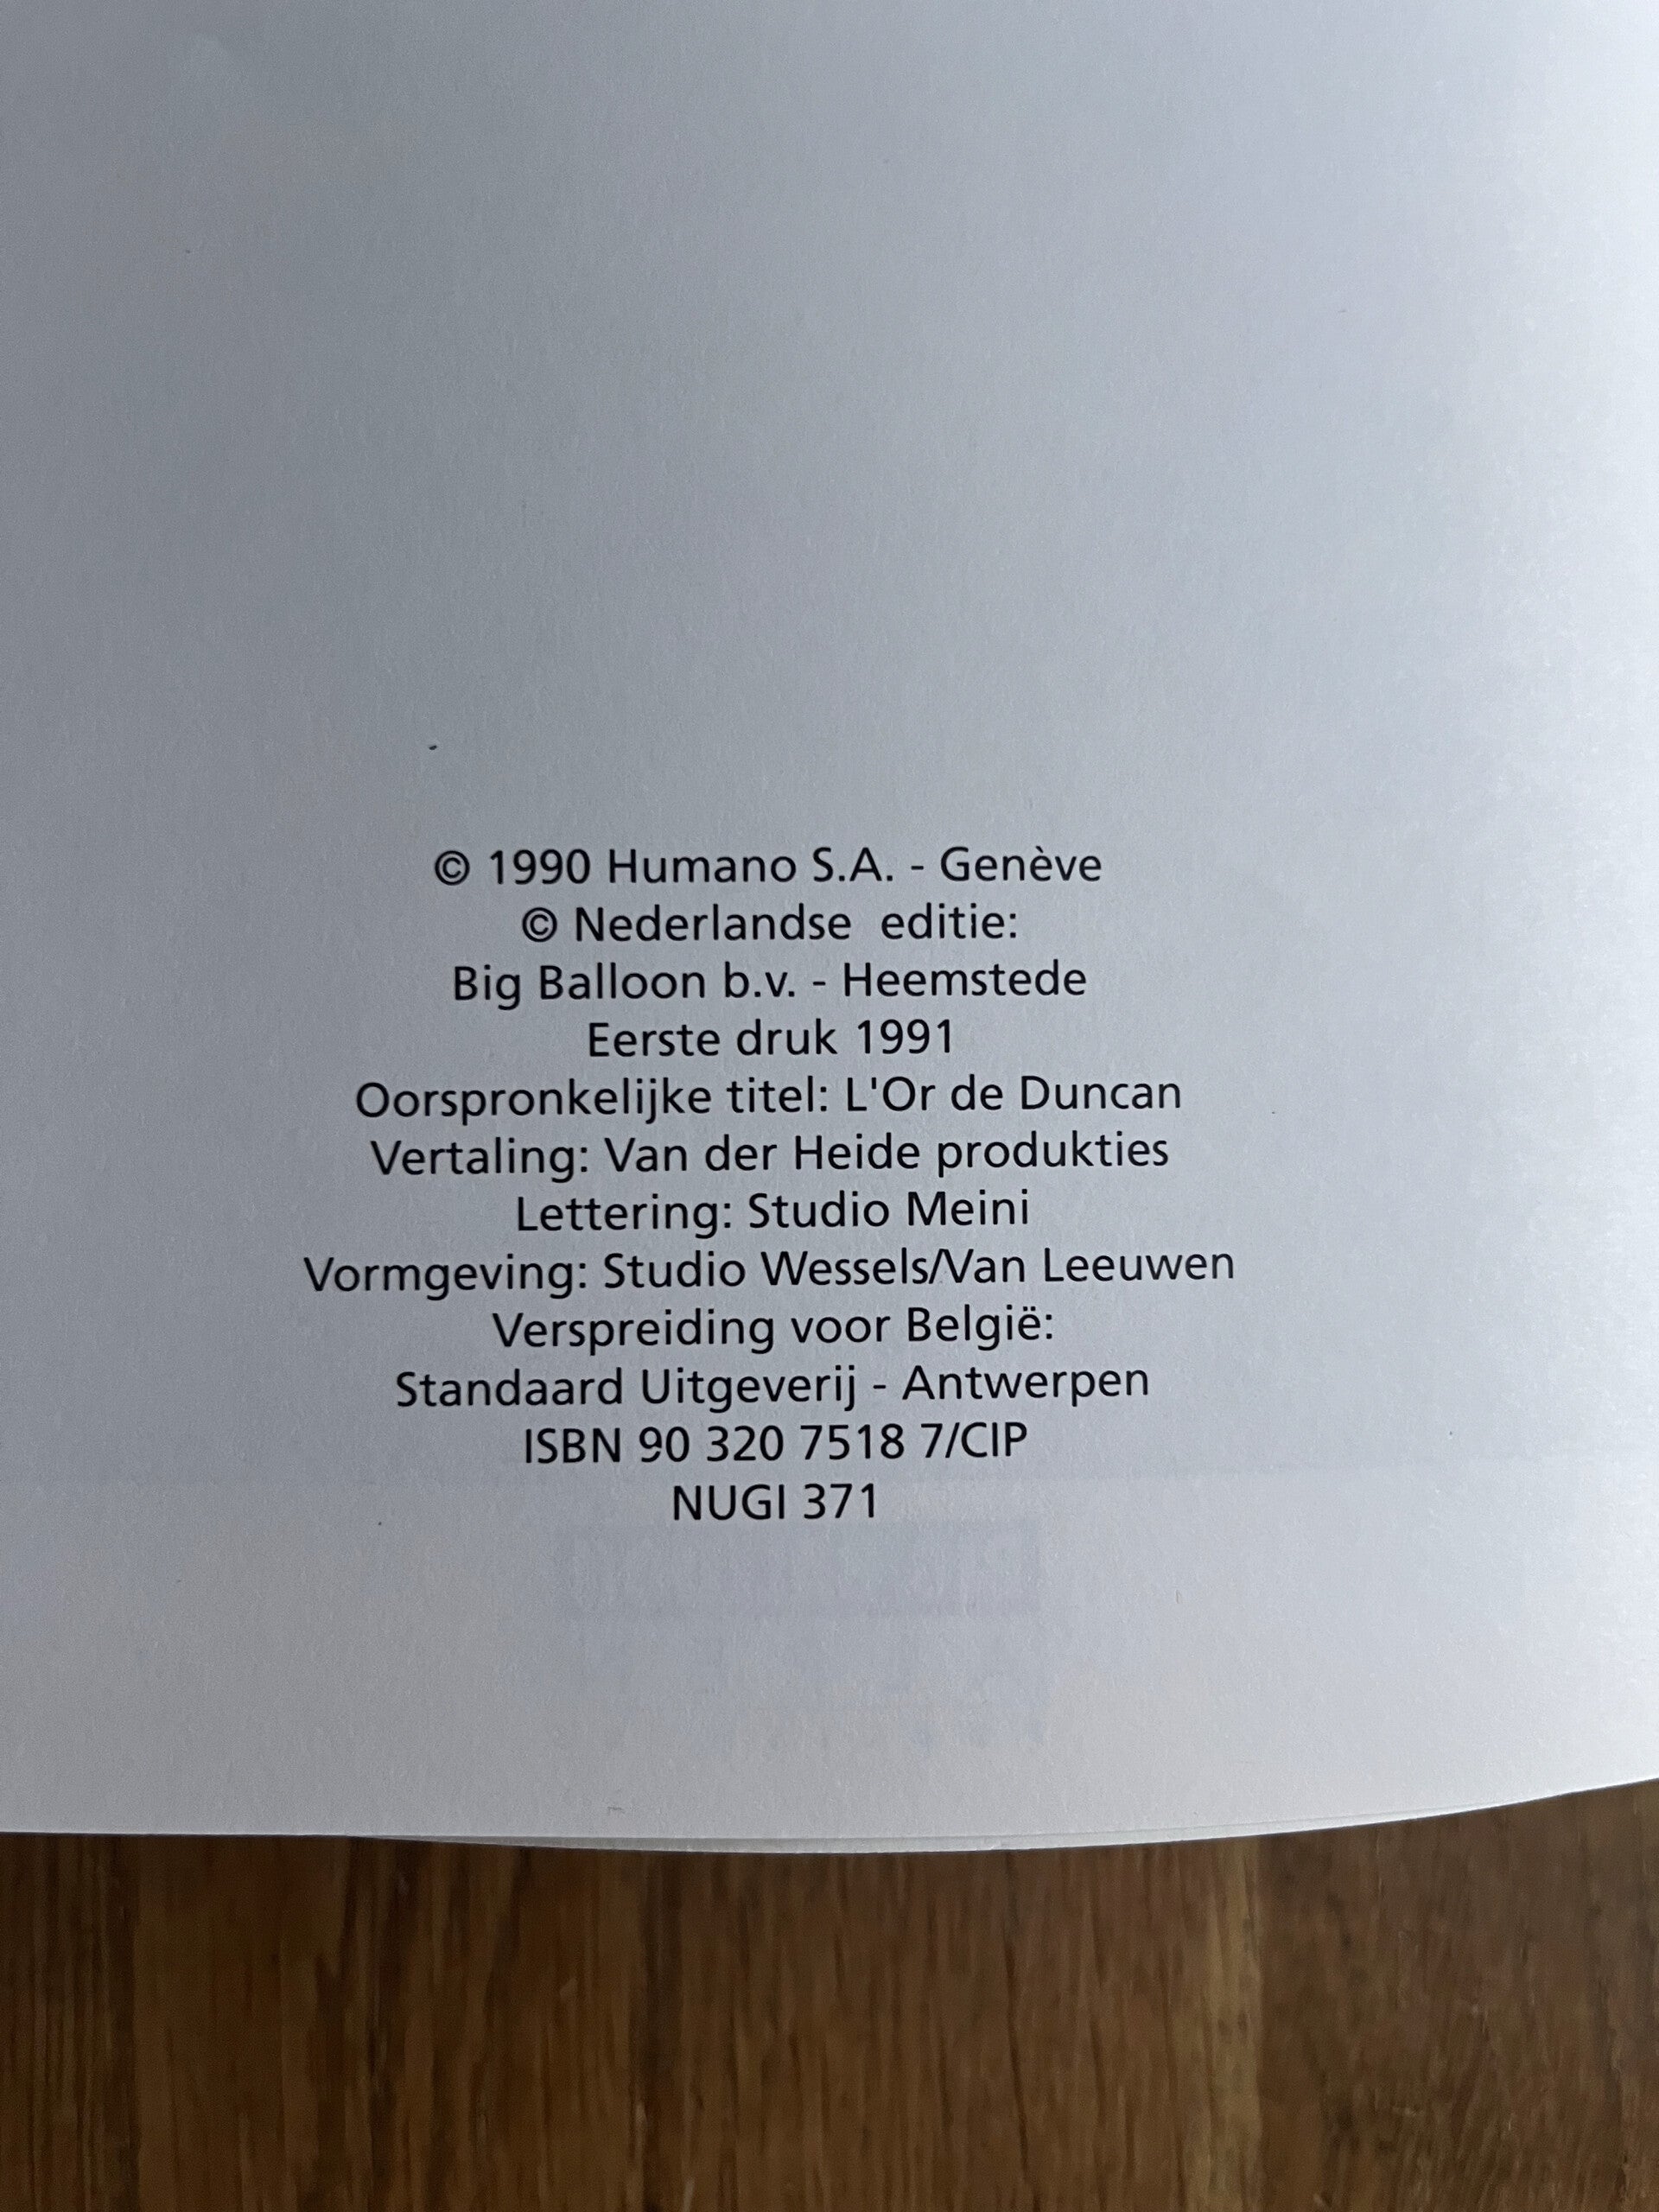 © 1990 Humano S.A. - Genève
© Nederlandse editie:
Big Balloon b.v. - Heemstede
Eerste druk 1991
Oorspronkelijke titel: L'Or de Duncan
Vertaling: Van der Heide produkties
Lettering: Studio Meini
Vormgeving: Studio Wessels/Van Leeuwen
Verspreiding voor België:
Standaard Uitgeverij - Antwerpen
ISBN 90 320 7518 7/CIP
NUGI 371